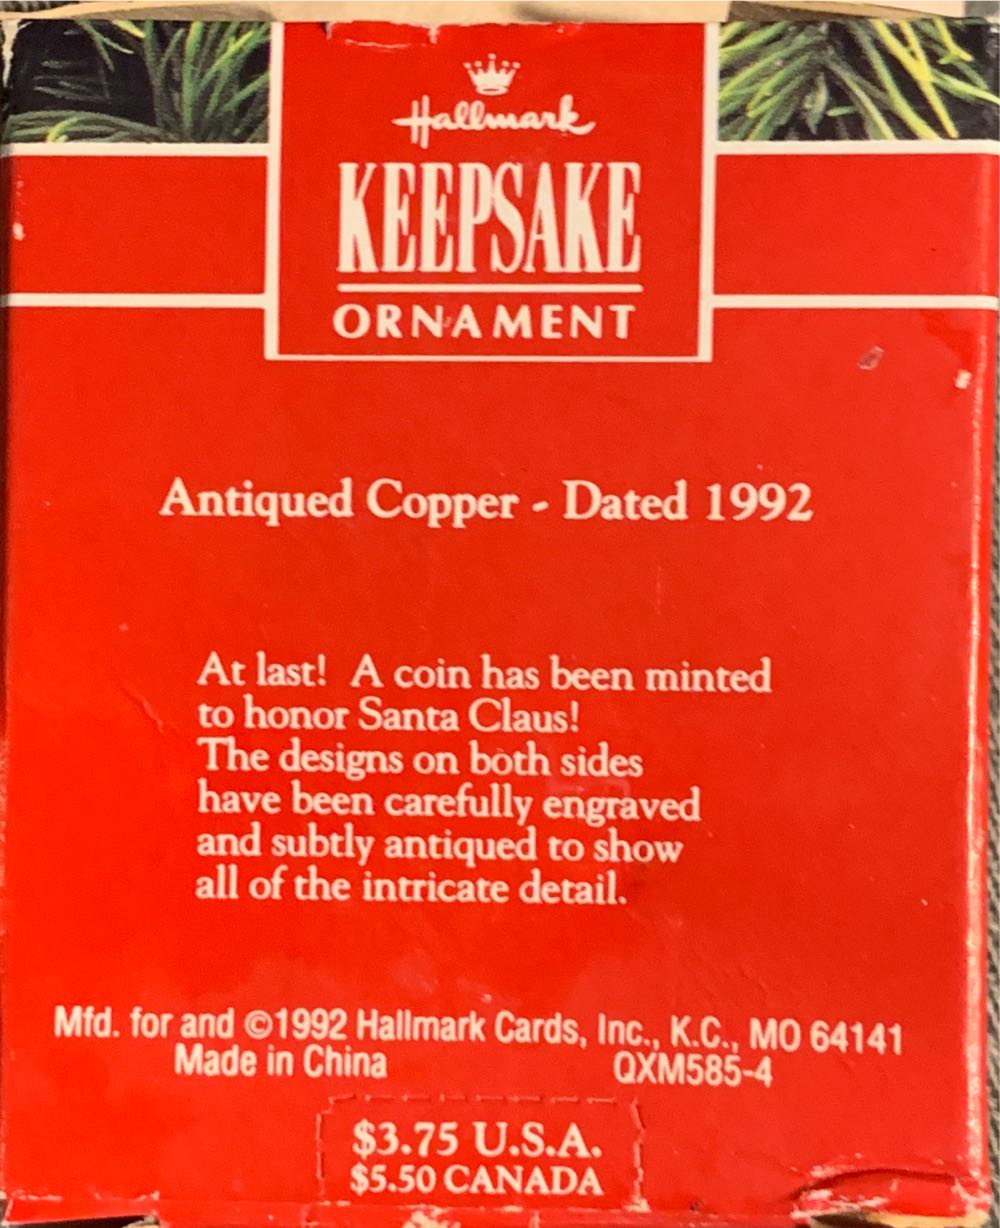 Hallmark
KEEPSAKE
ORNAMENT
Antiqued Copper - Dated 1992
At last! A coin has been minted
to honor Santa Claus!
The designs on both sides
have been carefully engraved
and subtly antiqued to show
all of the intricate detail.
Mfd. for and ©1992 Hallmark Cards, Inc., K.C., MO 64141
Made in China QXM585-4
$3.75 U.S.A.
$5.50 CANADA